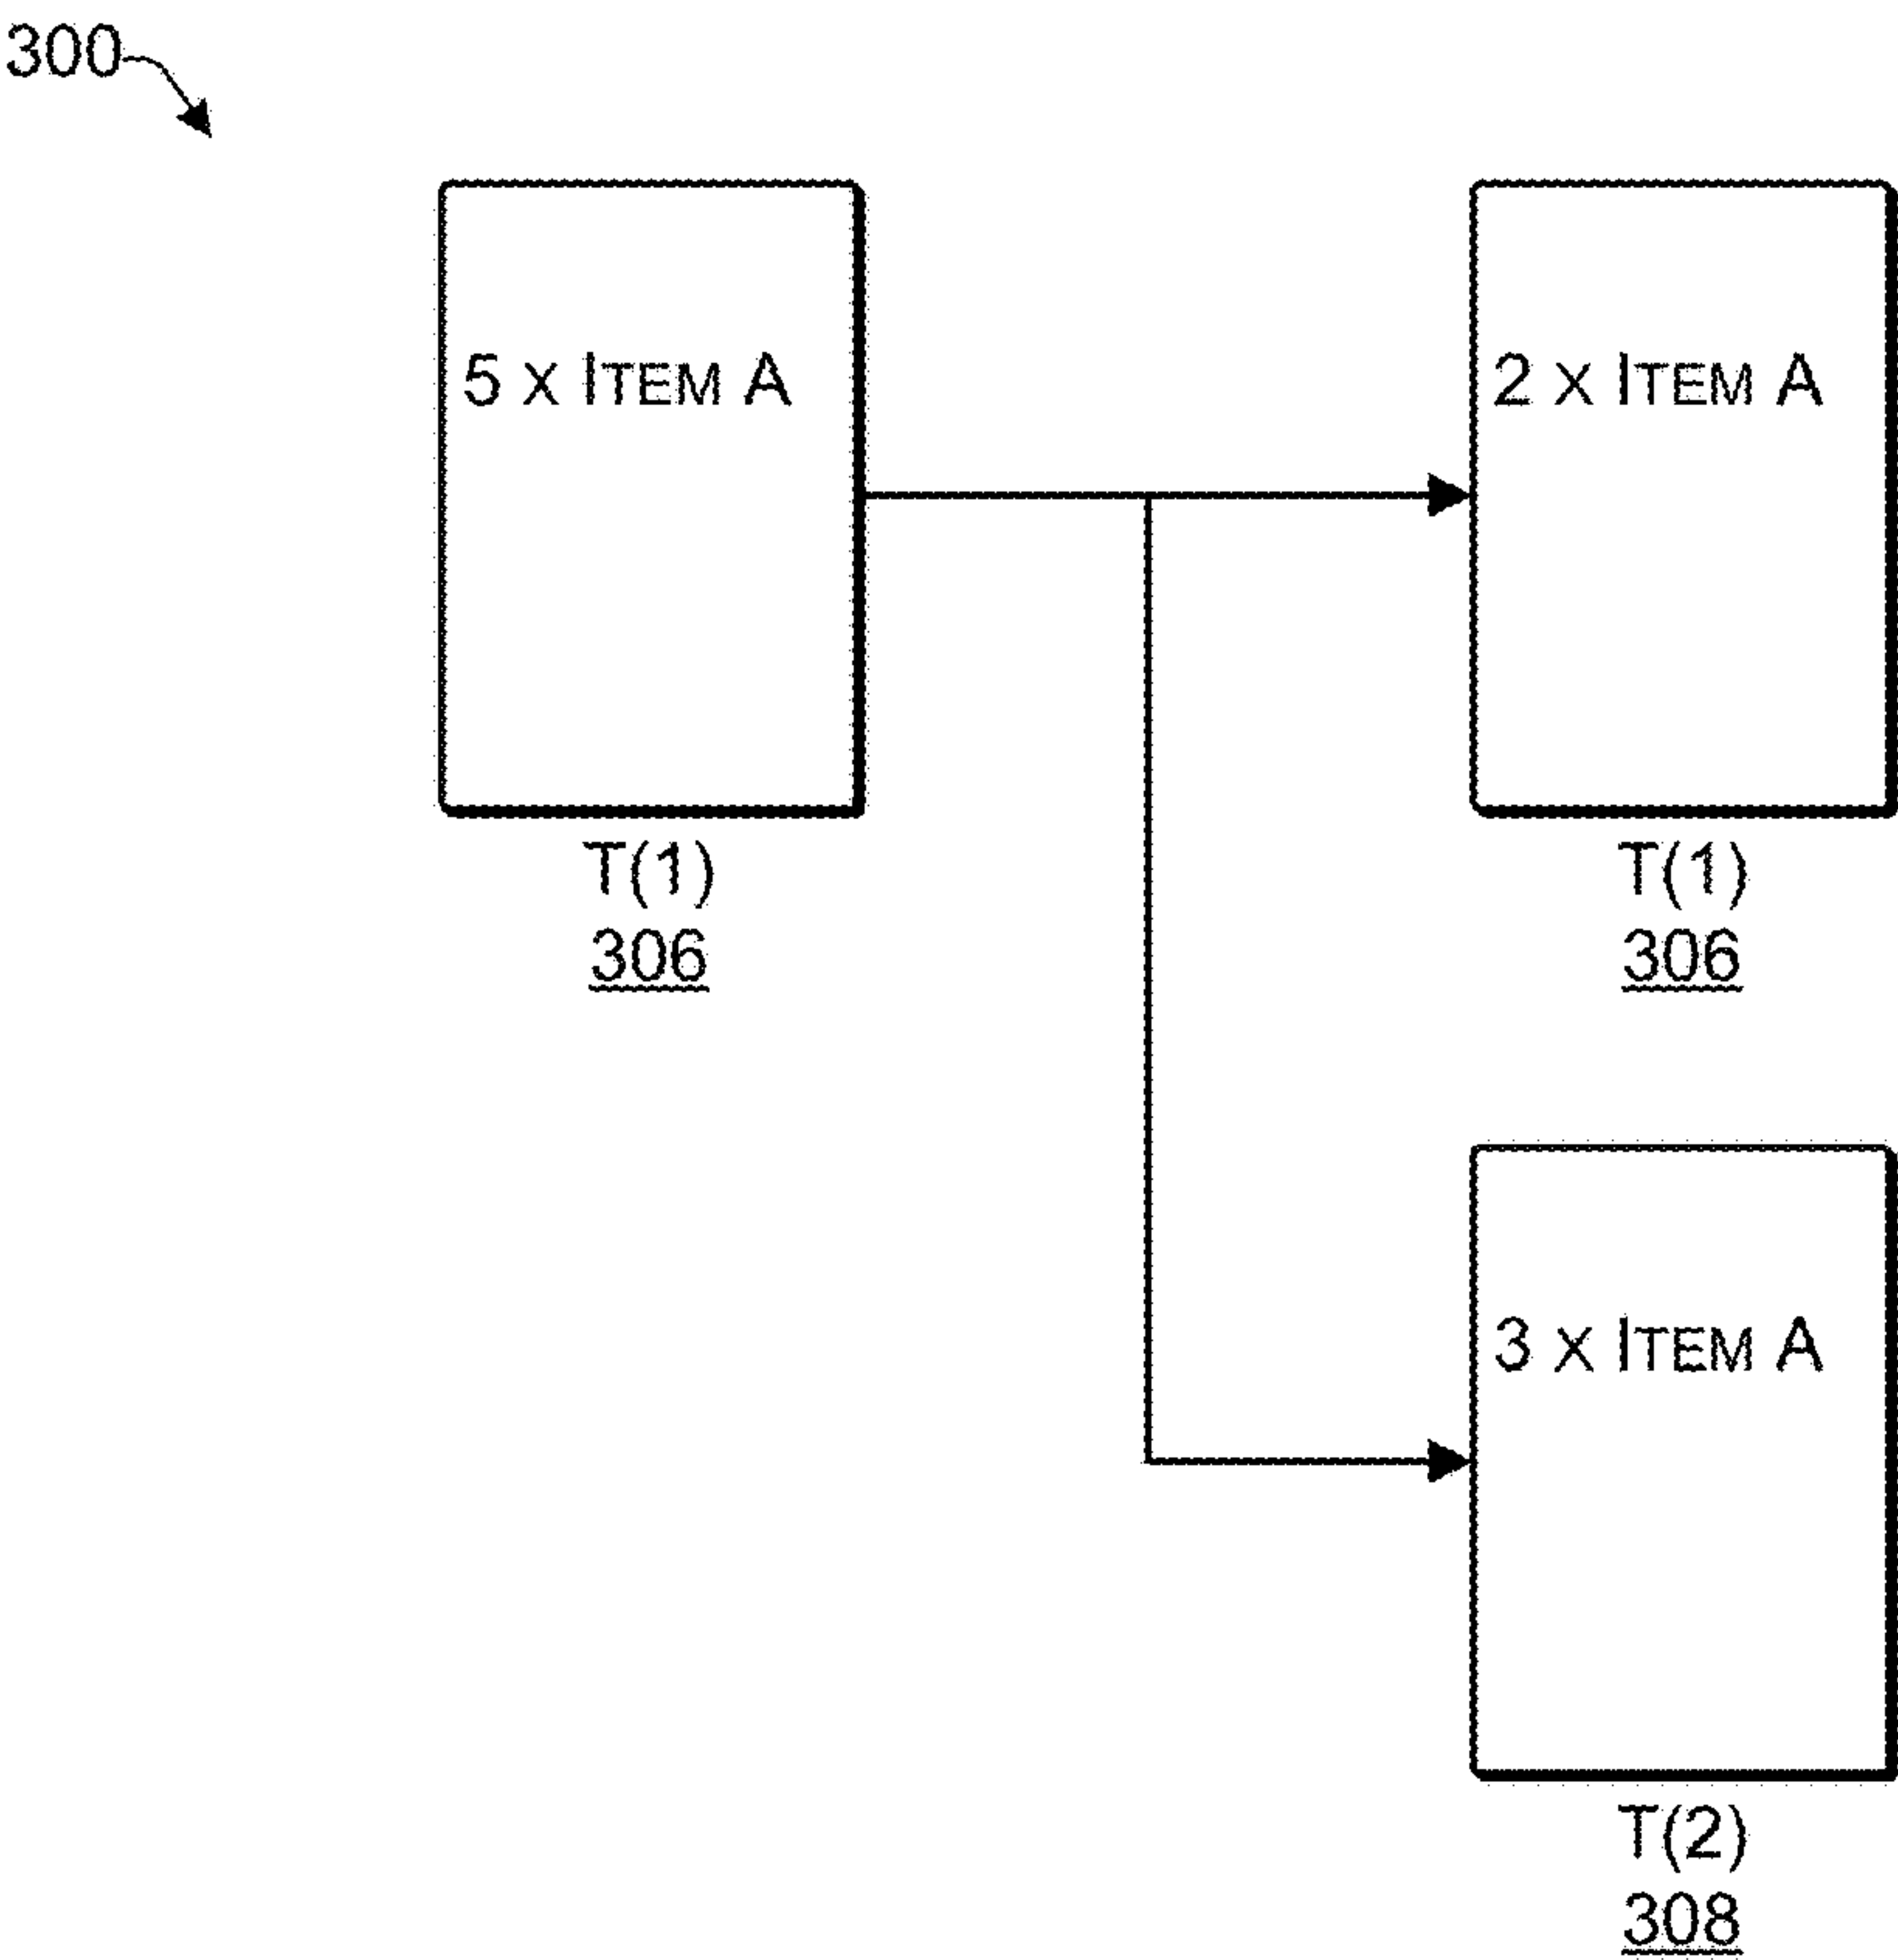 300
5 X ITEM A
2 X ITEM A
T(1)
306
T(1)
306
3 X ITEM A
T(2)
308